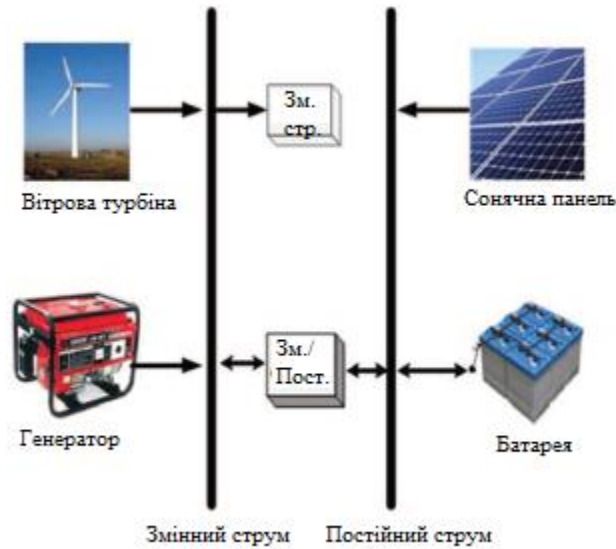 Зм.
стр.
Вітрова турбіна
Сонячна панель
Зм./
Пост.
Генератор
Батарея
Змінний струм
Постійний струм